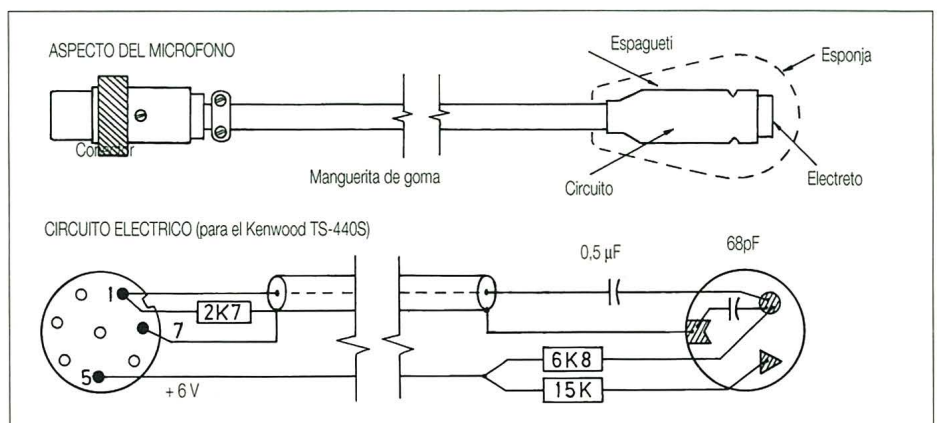 ASPECTO DEL MICROFONO
Espagueti
Esponja
Conector
Manguerita de goma
Circuito
Electreto
CIRCUITO ELECTRICO (para el Kenwood TS-440S)
0,5 µF
68pF
1
2K7
7
5
+ 6 V
6K8
15K